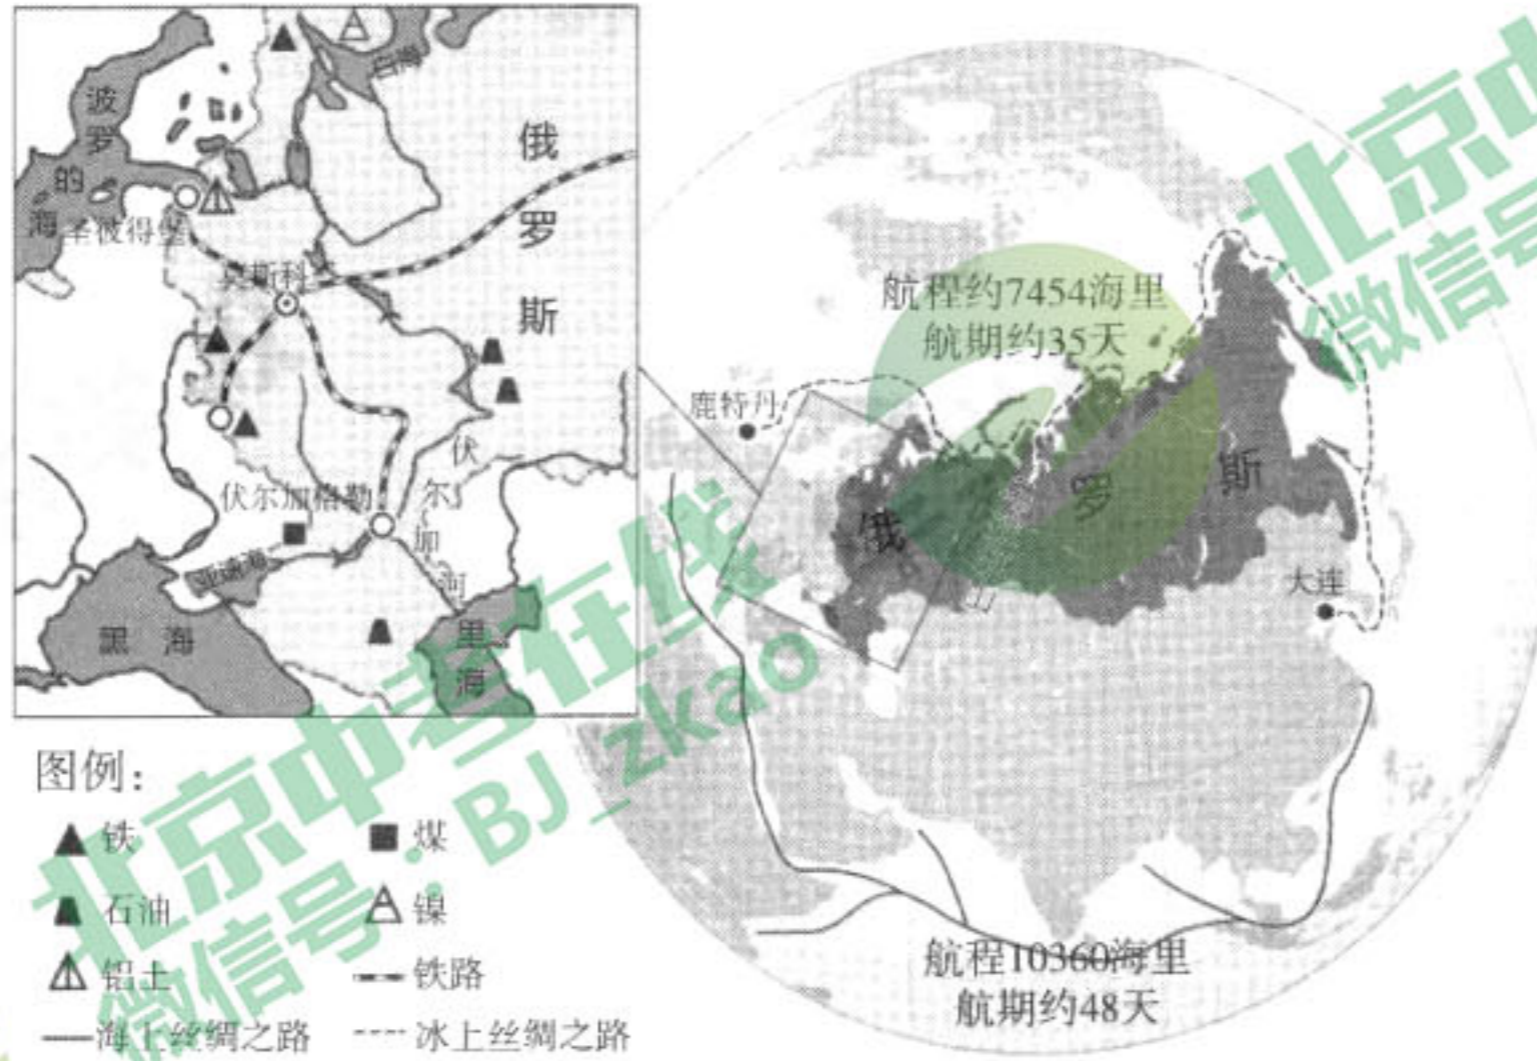 白海
波
罗
的
海
圣彼得堡
俄
罗
斯
莫斯科
伏尔加格勒
伏
尔
加
河
亚速海
黑 海
里
海
图例：
铁
煤
石油
镍
铝土
铁路
海上丝绸之路
冰上丝绸之路
航程约7454海里
航期约35天
鹿特丹
俄
罗
斯
山
大连
航程10360海里
航期约48天
北京中考在线
微信号：BJ_zkao
北京中
微信号